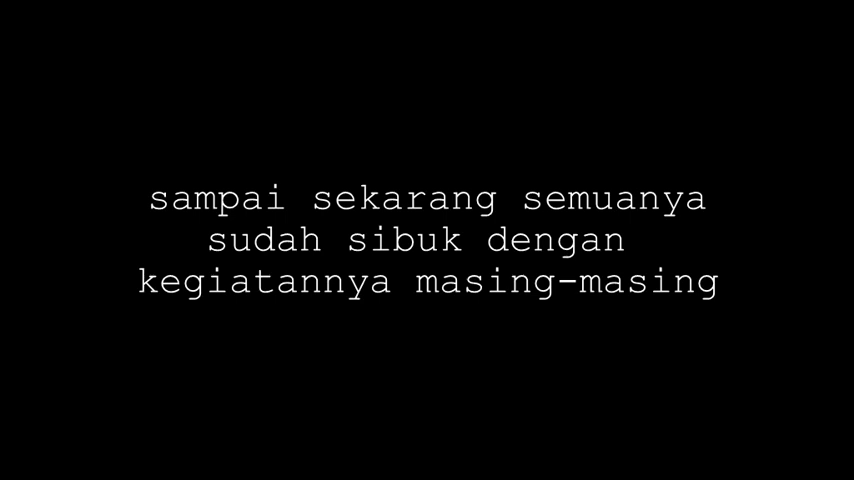 sampai sekarang semuanya
sudah sibuk dengan
kegiatannya masing-masing